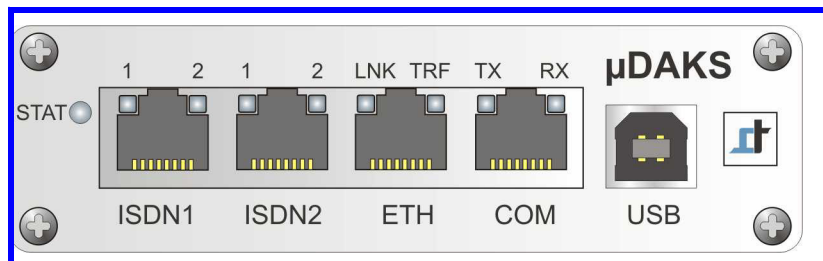 1 2 1 2 LNK TRF TX RX µDAKS
STAT
ISDN1 ISDN2 ETH COM USB